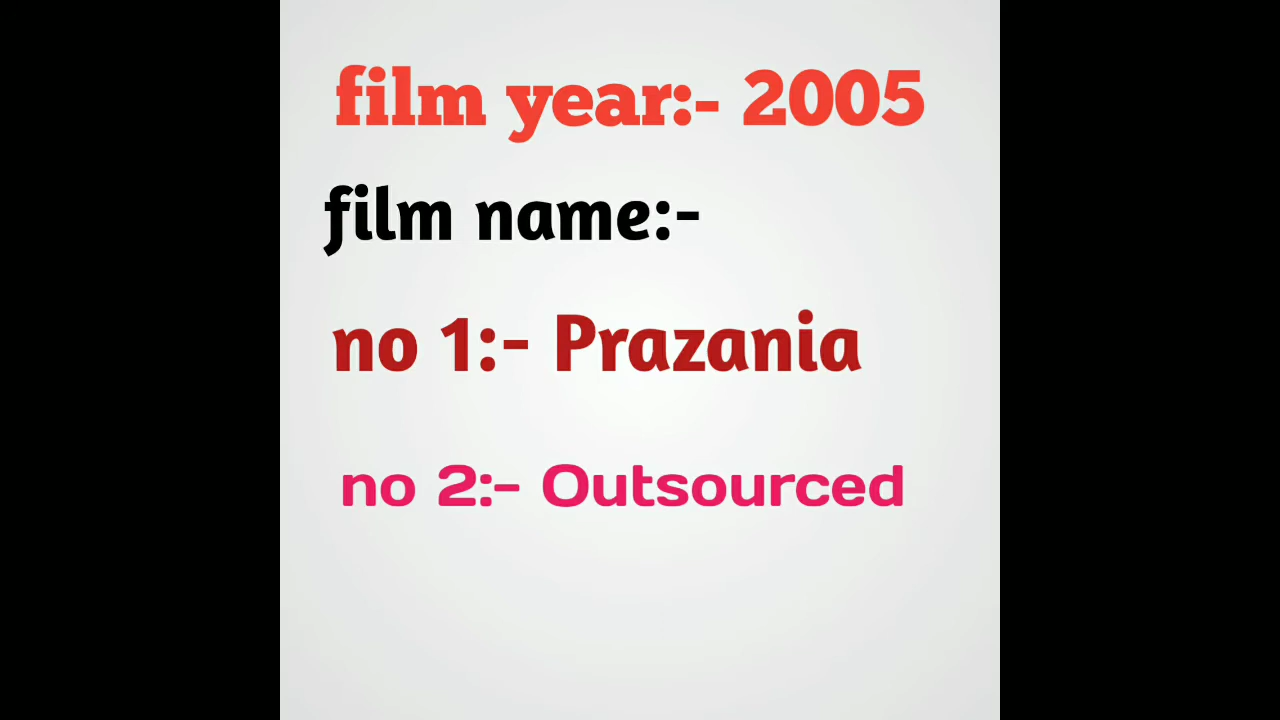 film year:- 2005
film name:-
no 1:- Prazania
no 2:- Outsourced